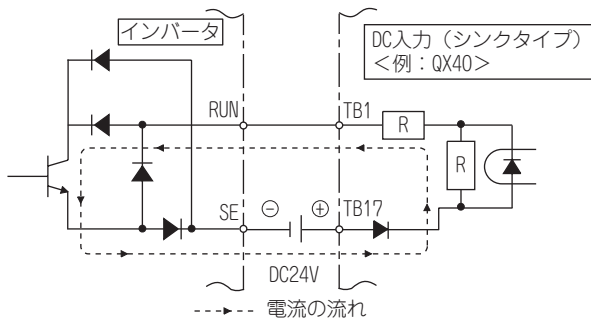 インバータ
DC入力（シンクタイプ）
＜例：QX40＞
RUN
TB1
R
R
SE
⊖
⊕
TB17
DC24V
電流の流れ